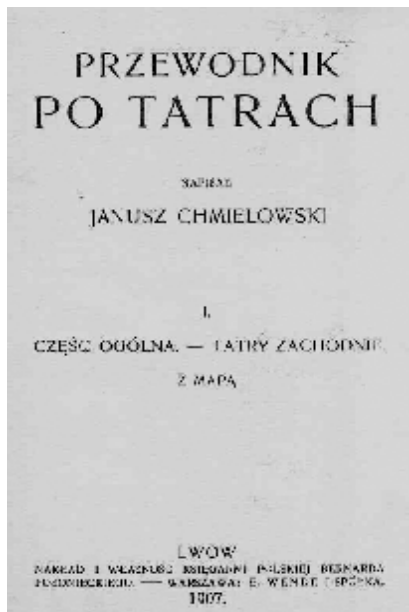 PRZEWODNIK
PO TATRACH
NAPISAŁ
JANUSZ CHMIELOWSKI
I.
CZĘŚĆ OGÓLNA. — TATRY ZACHODNIE
Z MAPĄ
LWÓW
NAKŁAD I WŁASNOŚĆ KSIĘGARNI POLSKIEJ BERNARDA
POŁONIECKIEGO. — WARSZAWA: E. WENDE I SPÓŁKA.
1907.